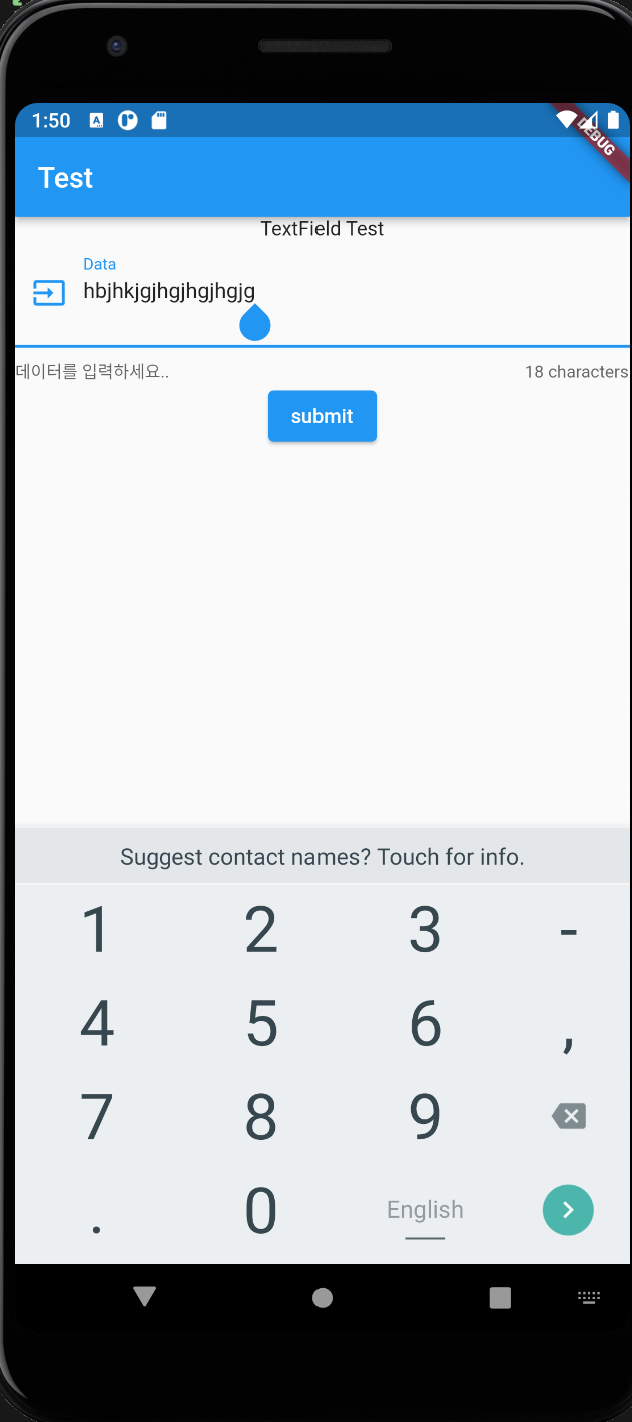 1:50
DEBUG
Test
TextField Test
Data
hbjhkjgjhgjhgjhgjg
데이터를 입력하세요..
18 characters
submit
Suggest contact names? Touch for info.
1 2 3 -
4 5 6 ,
7 8 9
. 0 English